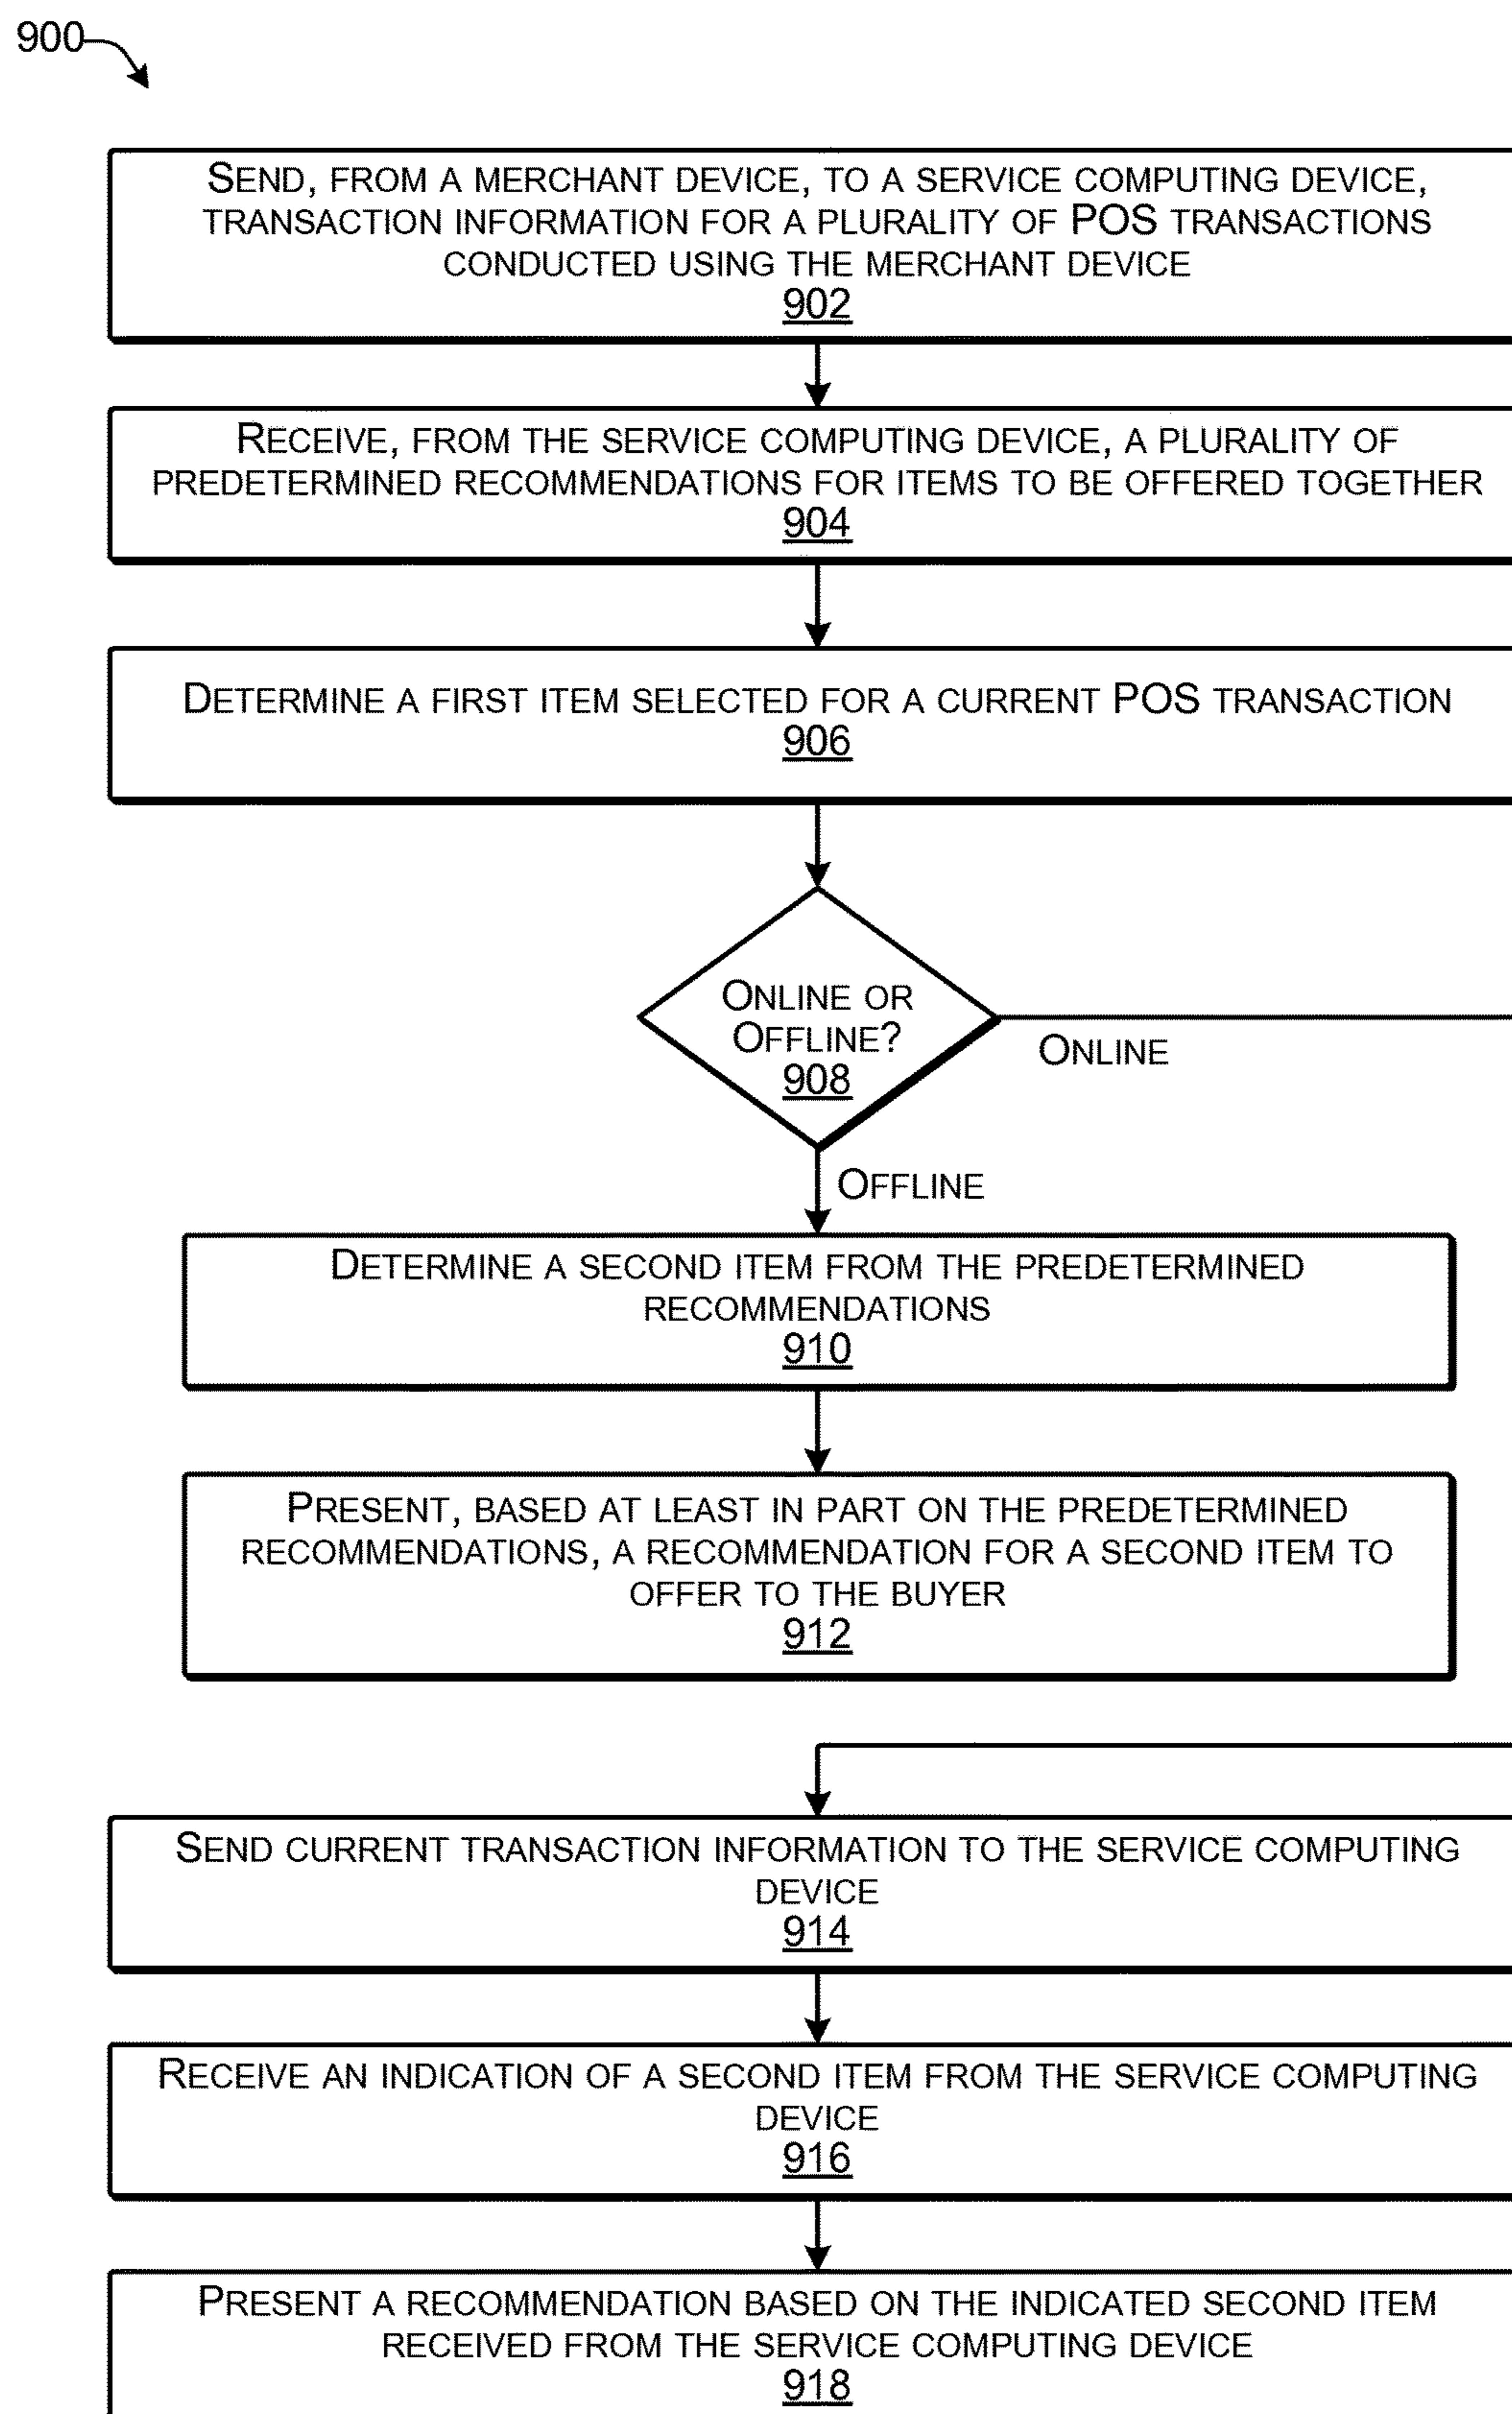 900
SEND, FROM A MERCHANT DEVICE, TO A SERVICE COMPUTING DEVICE,
TRANSACTION INFORMATION FOR A PLURALITY OF POS TRANSACTIONS
CONDUCTED USING THE MERCHANT DEVICE
902
RECEIVE, FROM THE SERVICE COMPUTING DEVICE, A PLURALITY OF
PREDETERMINED RECOMMENDATIONS FOR ITEMS TO BE OFFERED TOGETHER
904
DETERMINE A FIRST ITEM SELECTED FOR A CURRENT POS TRANSACTION
906
ONLINE OR
OFFLINE?
908
ONLINE
OFFLINE
DETERMINE A SECOND ITEM FROM THE PREDETERMINED
RECOMMENDATIONS
910
PRESENT, BASED AT LEAST IN PART ON THE PREDETERMINED
RECOMMENDATIONS, A RECOMMENDATION FOR A SECOND ITEM TO
OFFER TO THE BUYER
912
SEND CURRENT TRANSACTION INFORMATION TO THE SERVICE COMPUTING
DEVICE
914
RECEIVE AN INDICATION OF A SECOND ITEM FROM THE SERVICE COMPUTING
DEVICE
916
PRESENT A RECOMMENDATION BASED ON THE INDICATED SECOND ITEM
RECEIVED FROM THE SERVICE COMPUTING DEVICE
918